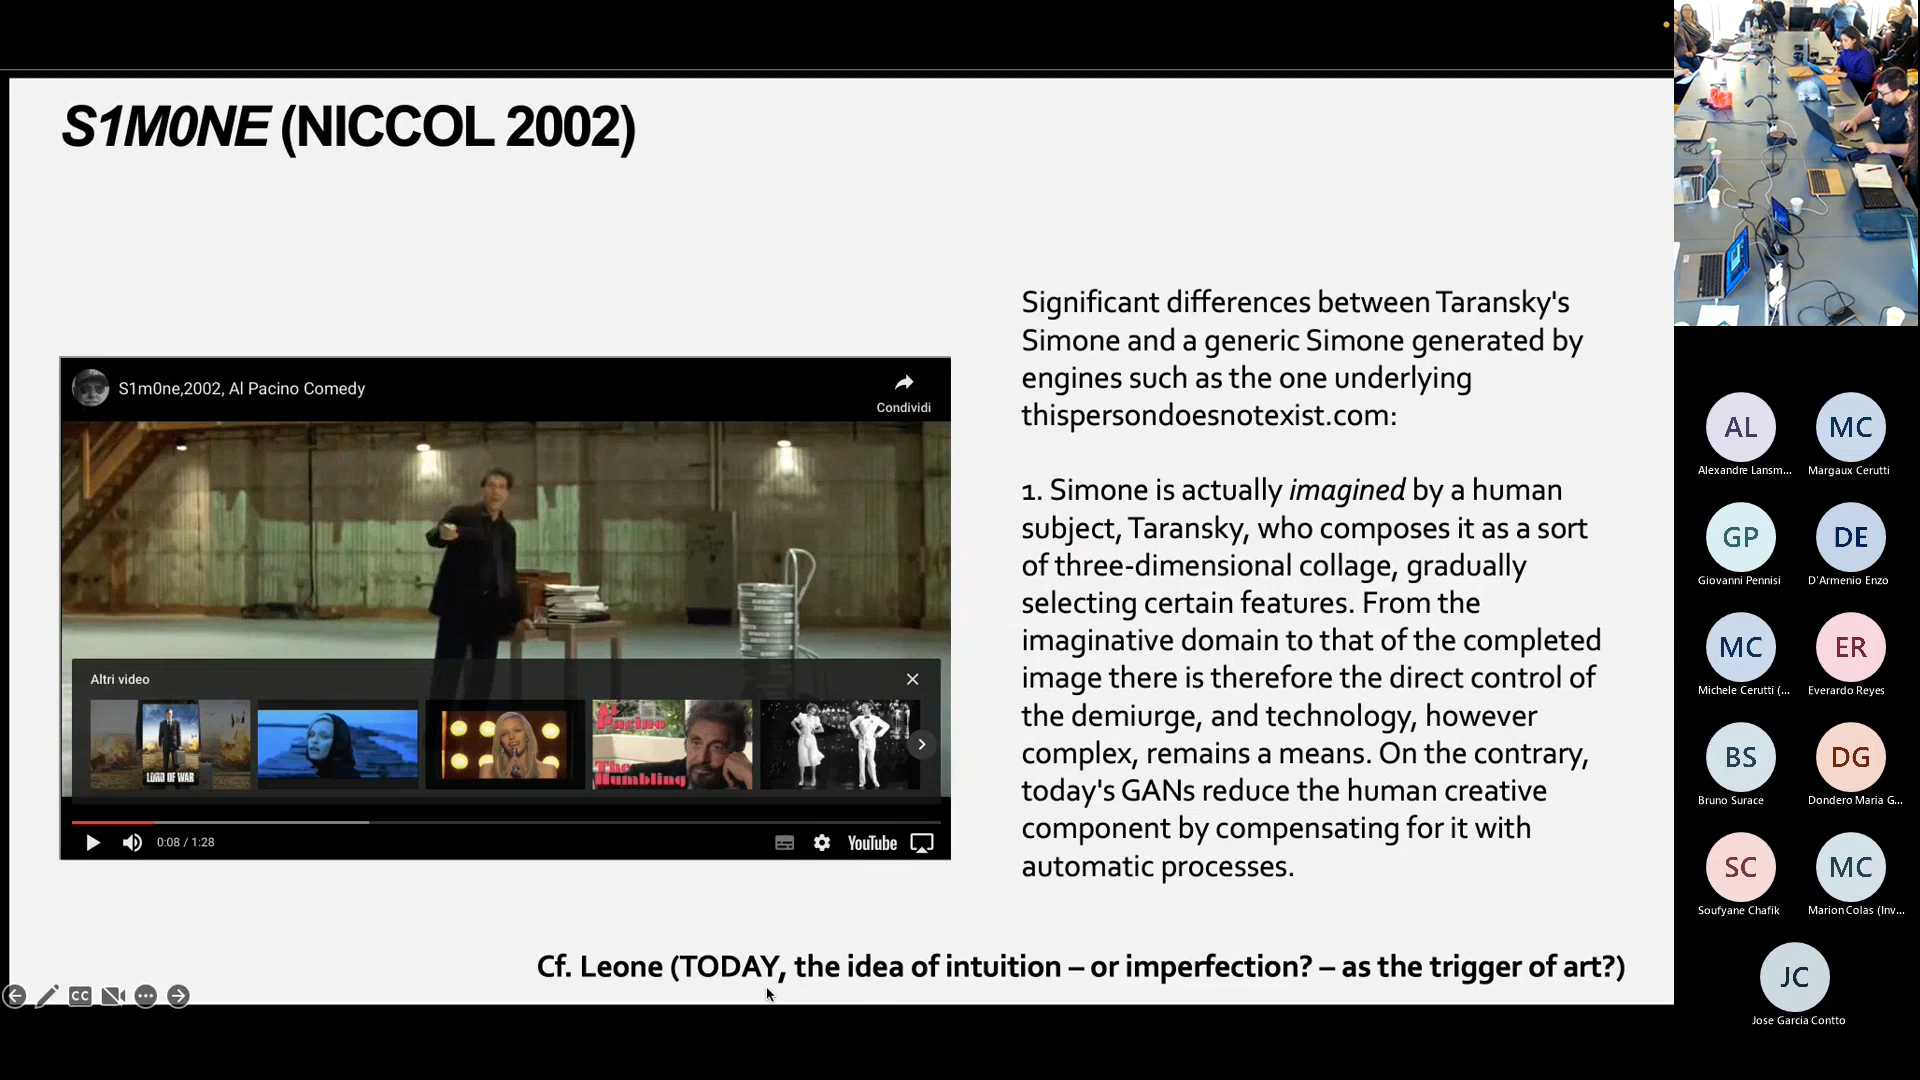 S1M0NE (NICCOL 2002)
S1m0ne,2002, Al Pacino Comedy
Condividi
Altri video
LORD OF WAR
Al
Pacino
The
Humbling
0:08 / 1:28
YouTube
Significant differences between Taransky's
Simone and a generic Simone generated by
engines such as the one underlying
thispersondoesnotexist.com:
1. Simone is actually imagined by a human
subject, Taransky, who composes it as a sort
of three-dimensional collage, gradually
selecting certain features. From the
imaginative domain to that of the completed
image there is therefore the direct control of
the demiurge, and technology, however
complex, remains a means. On the contrary,
today's GANs reduce the human creative
component by compensating for it with
automatic processes.
Cf. Leone (TODAY, the idea of intuition – or imperfection? – as the trigger of art?)
CC
AL
Alexandre Lansm...
MC
Margaux Cerutti
GP
Giovanni Pennisi
DE
D'Armenio Enzo
MC
Michele Cerutti (...
ER
Everardo Reyes
BS
Bruno Surace
DG
Dondero Maria G...
SC
Soufyane Chafik
MC
Marion Colas (Inv...
JC
Jose Garcia Contto